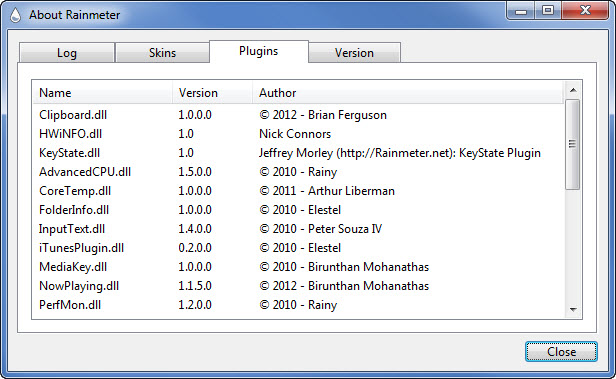 About Rainmeter
Log Skins Plugins Version
Name Version Author
Clipboard.dll 1.0.0.0 © 2012 - Brian Ferguson
HWiNFO.dll 1.0 Nick Connors
KeyState.dll 1.0 Jeffrey Morley (http://Rainmeter.net): KeyState Plugin
AdvancedCPU.dll 1.5.0.0 © 2010 - Rainy
CoreTemp.dll 1.0.0.0 © 2011 - Arthur Liberman
FolderInfo.dll 1.0.0.0 © 2010 - Elestel
InputText.dll 1.4.0.0 © 2010 - Peter Souza IV
iTunesPlugin.dll 0.2.0.0 © 2010 - Elestel
MediaKey.dll 1.0.0.0 © 2010 - Birunthan Mohanathas
NowPlaying.dll 1.1.5.0 © 2012 - Birunthan Mohanathas
PerfMon.dll 1.2.0.0 © 2010 - Rainy
Close